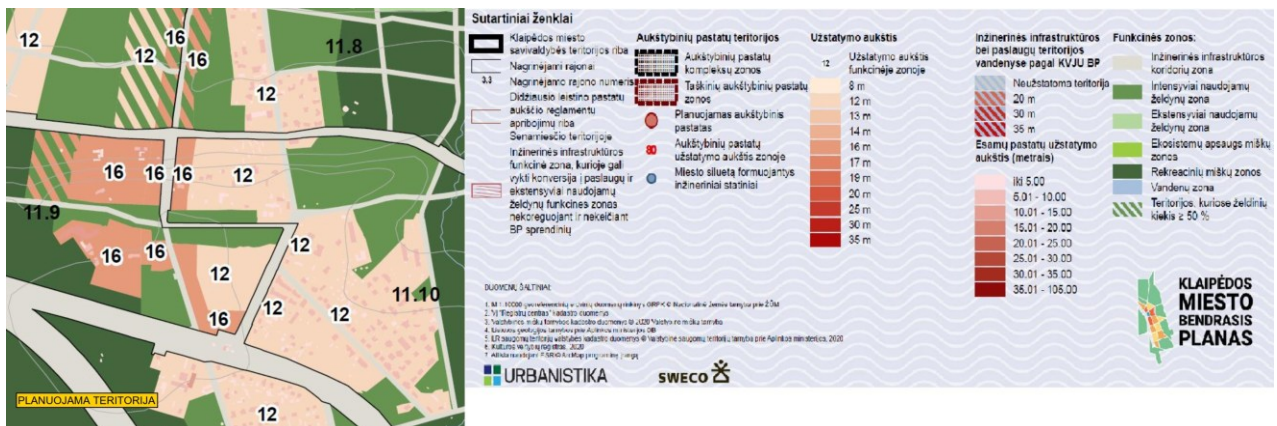 12
16
16
12
11.8
12
16
16
16
12
11.9
16
16
12
12
16
12
11.10
12
12
PLANUOJAMA TERITORIJA
Sutartiniai ženklai
Klaipėdos miesto
savivaldybės teritorijos riba
Nagrinėjami rajonai
3.3
Nagrinėjamo rajono numeris
Didžiausio leistino pastatų
aukščio reglamentų
apribojimų riba
Senamiesčio teritorijoje
Inžinerinės infrastruktūros
funkcinė zona, kurioje gali
vykti konversija į paslaugų ir
ekstensyviai naudojamų
želdynų funkcines zonas
nekoreguojant ir nekeičiant
BP sprendinių
Aukštybinių pastatų teritorijos
Aukštybinių pastatų
kompleksų zonos
Taškinių aukštybinių pastatų
zonos
Planuojamas aukštybinis
pastatas
80
Aukštybinių pastatų
užstatymo aukštis zonoje
Miesto siluetą formuojantys
inžineriniai statiniai
Užstatymo aukštis
12
Užstatymo aukštis
funkcinėje zonoje
8 m
12 m
13 m
14 m
16 m
17 m
19 m
20 m
25 m
30 m
35 m
Inžinerinės infrastruktūros
bei paslaugų teritorijos
vandenyse pagal KVJU BP
Neužstatoma teritorija
20 m
30 m
35 m
Esamų pastatų užstatymo
aukštis (metrais)
iki 5.00
5.01 - 10.00
10.01 - 15.00
15.01 - 20.00
20.01 - 25.00
25.01 - 30.00
30.01 - 35.00
35.01 - 105.00
Funkcinės zonos:
Inžinerinės infrastruktūros
koridorių zona
Intensyviai naudojamų
želdynų zona
Ekstensyviai naudojamų
želdynų zona
Ekosistemų apsaugos miškų
zonos
Rekreacinių miškų zonos
Vandenų zona
Teritorijos, kuriose želdinių
kiekis ≥ 50 %
DUOMENŲ ŠALTINIAI:
6. Kultūros vertybių registras, 2020
URBANISTIKA
SWECO
KLAIPĖDOS
MIESTO
BENDRASIS
PLANAS